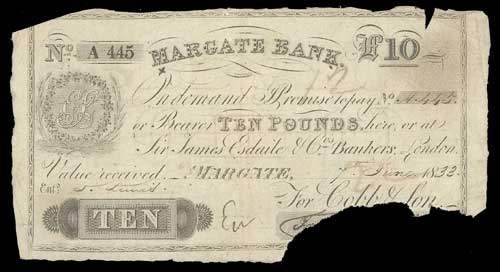 No. A 445 MARGATE BANK. £10
On demand I Promise to pay No. A 445
or Bearer TEN POUNDS, here, or at
Sir James Esdaile & Co. Bankers, London.
Value received MARGATE, 7 June 1832
Entd.
For Cobb & Son.
TEN